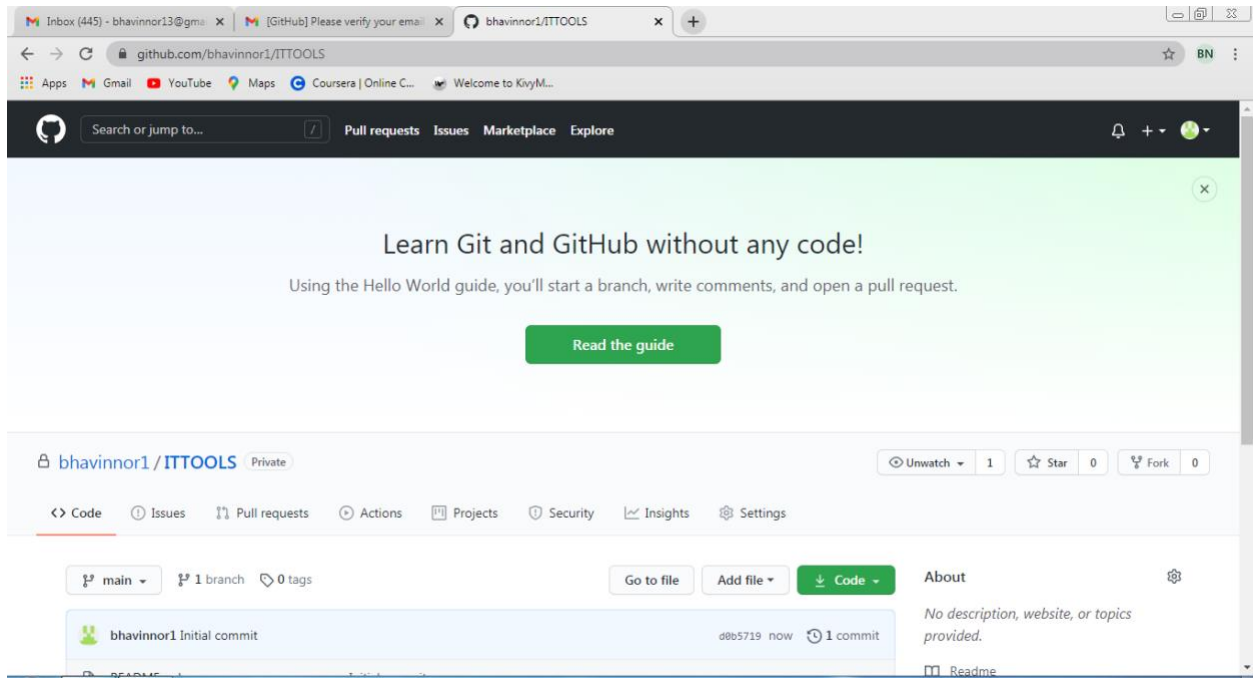 Inbox (445) - bhavinnor13@gma
[GitHub] Please verify your email
bhavinnor1/ITTOOLS
github.com/bhavinnor1/ITTOOLS
BN
Apps Gmail YouTube Maps Coursera | Online C... Welcome to KivyM...
Search or jump to... / Pull requests Issues Marketplace Explore
Learn Git and GitHub without any code!
Using the Hello World guide, you'll start a branch, write comments, and open a pull request.
Read the guide
bhavinnor1 / ITTOOLS Private
Unwatch 1 Star 0 Fork 0
Code Issues Pull requests Actions Projects Security Insights Settings
main 1 branch 0 tags Go to file Add file Code
About
No description, website, or topics
provided.
bhavinnor1 Initial commit d0b5719 now 1 commit
Readme